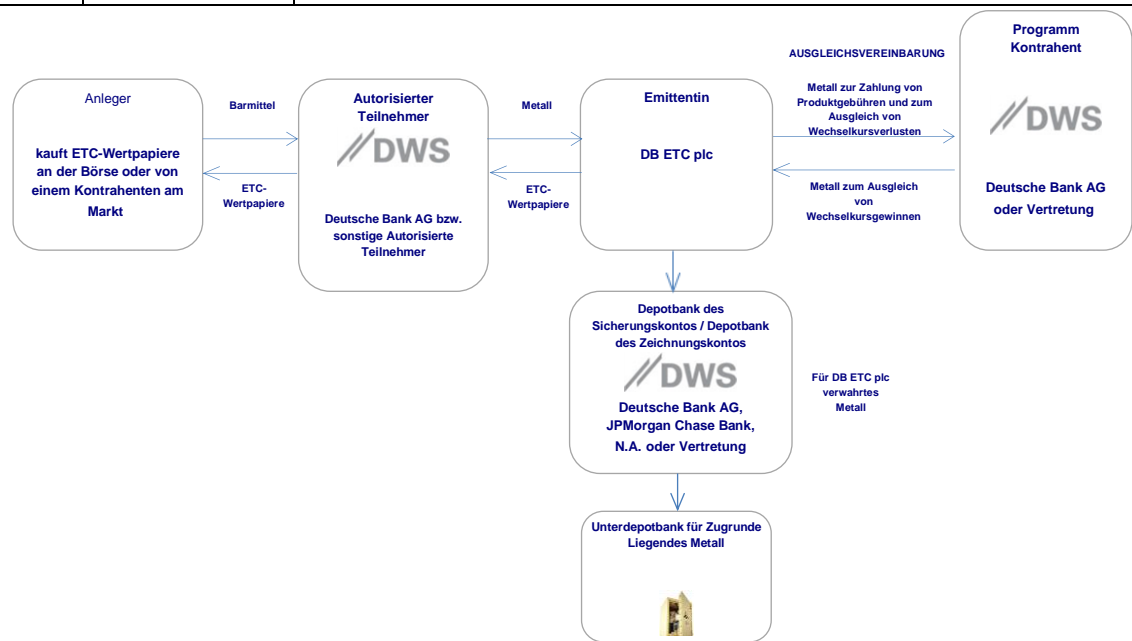 Anleger
kauft ETC-Wertpapiere
an der Börse oder von
einem Kontrahenten am
Markt
Barmittel
ETC-
Wertpapiere
Autorisierter
Teilnehmer
DWS
Deutsche Bank AG bzw.
sonstige Autorisierte
Teilnehmer
Metall
ETC-
Wertpapiere
Emittentin
DB ETC plc
AUSGLEICHSVEREINBARUNG
Metall zur Zahlung von
Produktgebühren und zum
Ausgleich von
Wechselkursverlusten
Metall zum Ausgleich
von
Wechselkursgewinnen
Programm
Kontrahent
DWS
Deutsche Bank AG
oder Vertretung
Depotbank des
Sicherungskontos / Depotbank
des Zeichnungskontos
DWS
Deutsche Bank AG,
JPMorgan Chase Bank,
N.A. oder Vertretung
Für DB ETC plc
verwahrtes
Metall
Unterdepotbank für Zugrunde
Liegendes Metall